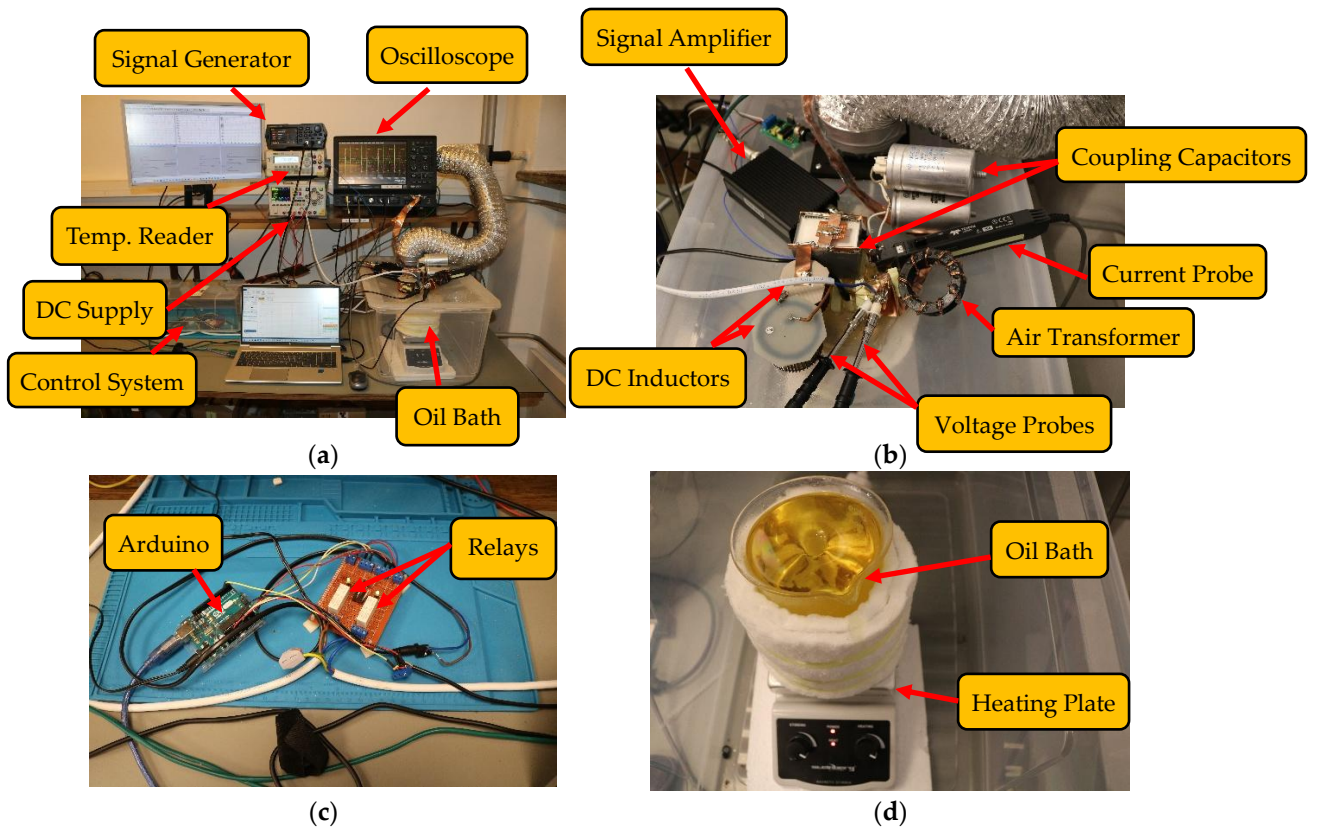 Signal Generator
Oscilloscope
Temp. Reader
DC Supply
Control System
Oil Bath
(a)
Signal Amplifier
Coupling Capacitors
Current Probe
Air Transformer
DC Inductors
Voltage Probes
(b)
Arduino
Relays
(c)
Oil Bath
Heating Plate
(d)